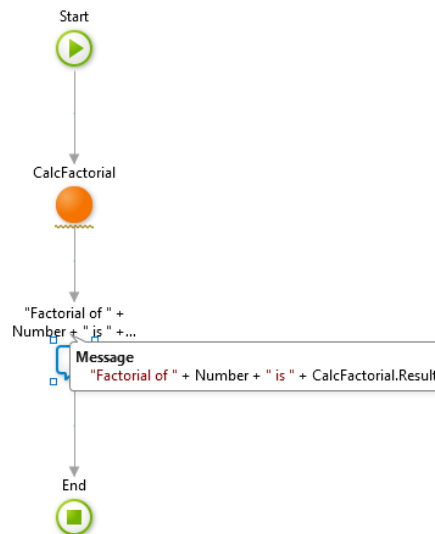 Start
CalcFactorial
"Factorial of " +
Number + " is " +...
Message
"Factorial of " + Number + " is " + CalcFactorial.Result
End